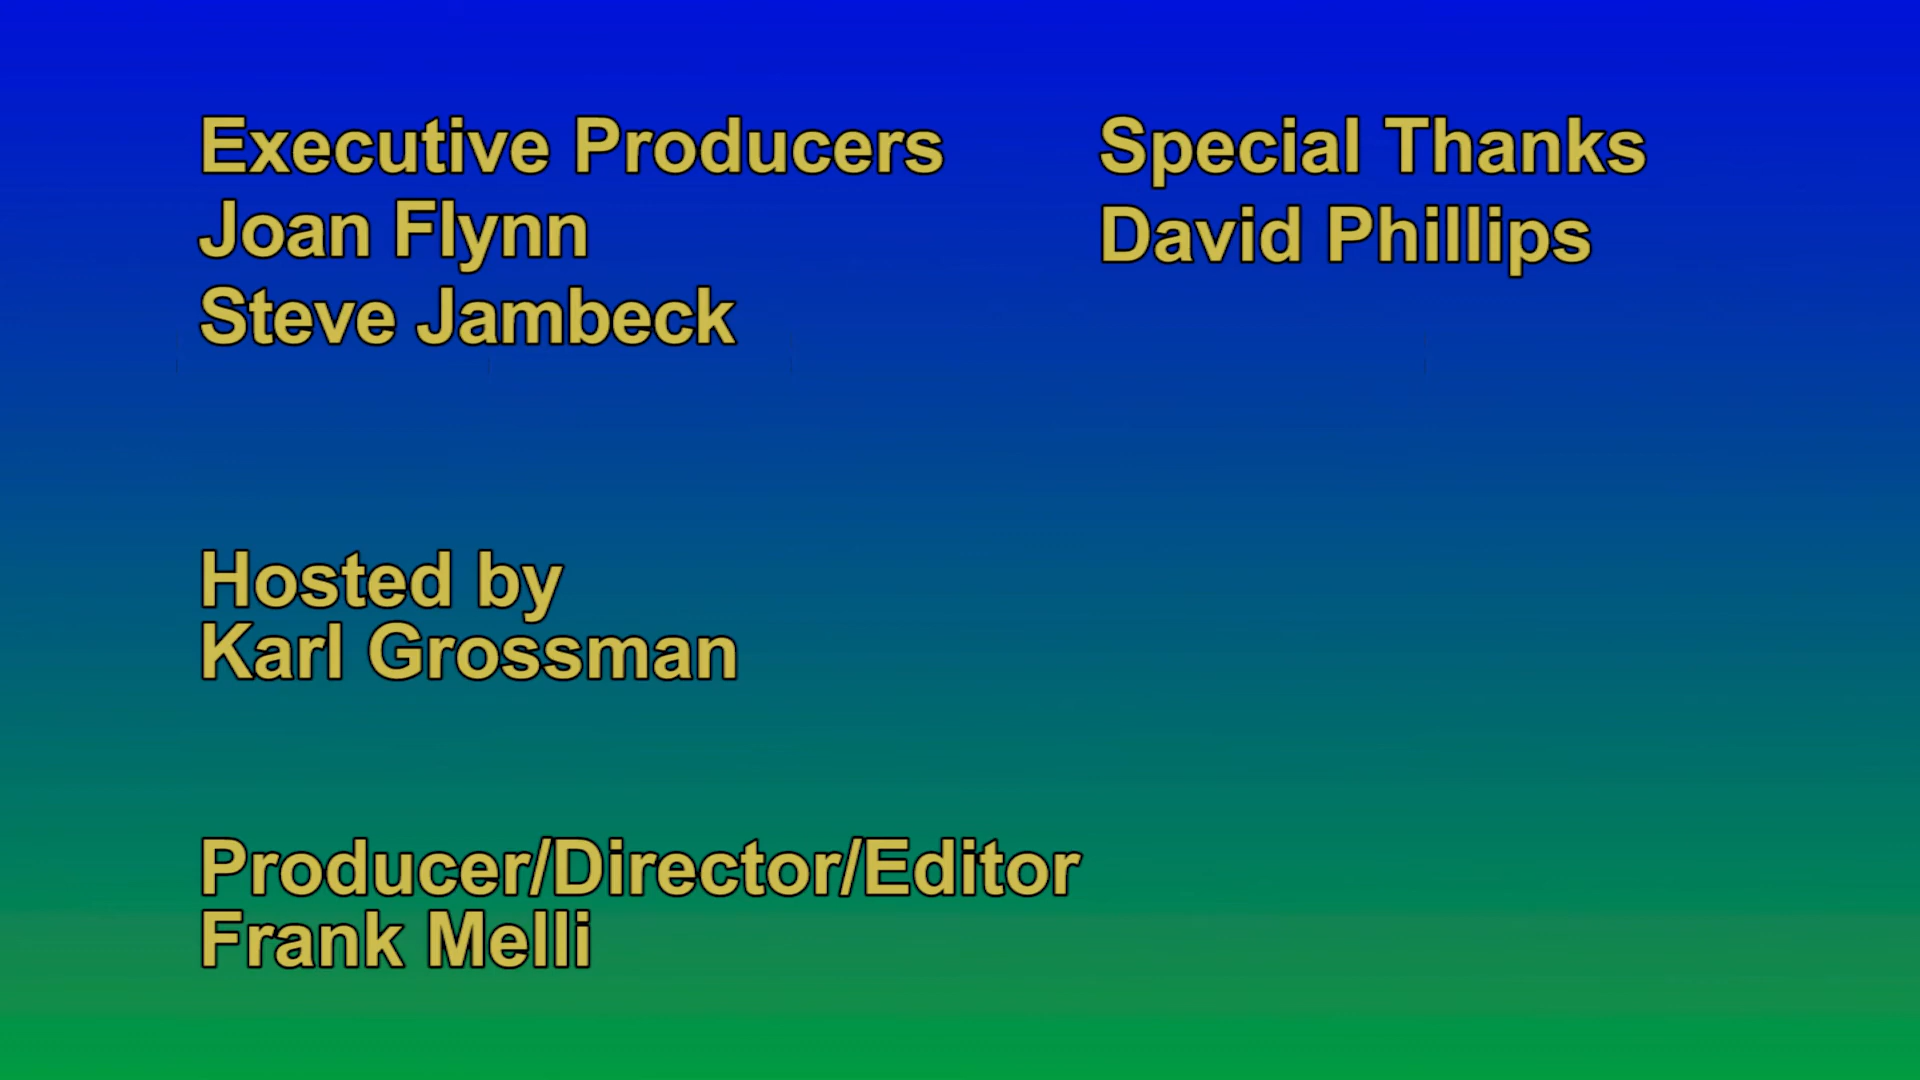 Executive Producers
Joan Flynn
Steve Jambeck
Special Thanks
David Phillips
Hosted by
Karl Grossman
Producer/Director/Editor
Frank Melli